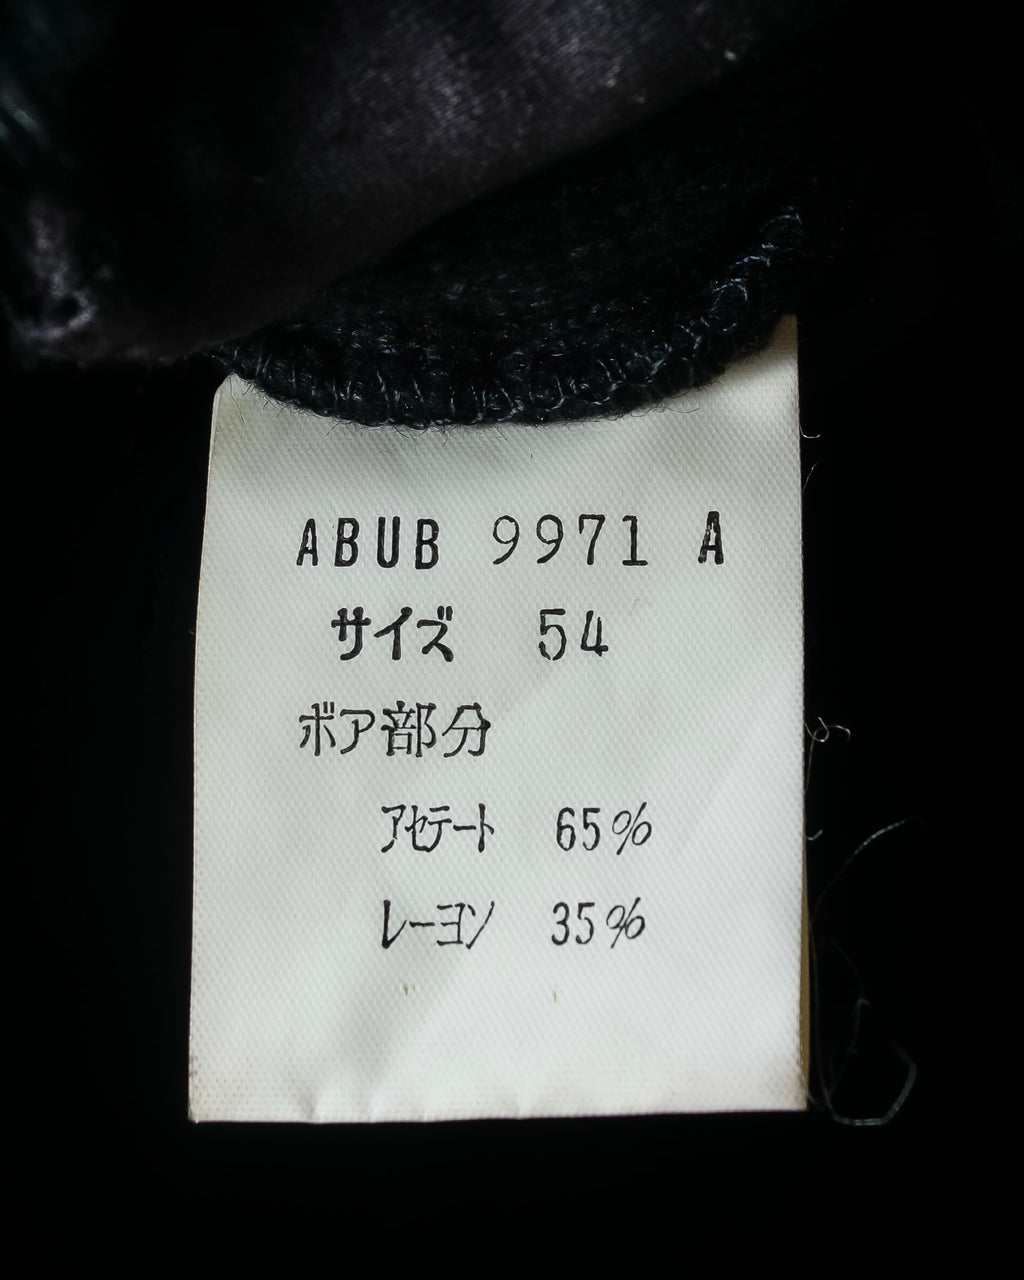 ABUB 9971 A
サイズ 54
ボア部分
アセテート 65%
レーヨン 35%